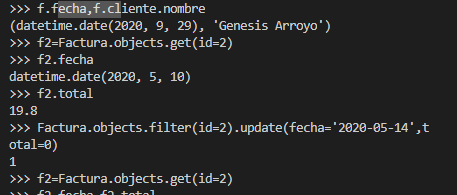 >>> f.fecha,f.cliente.nombre
(datetime.date(2020, 9, 29), 'Genesis Arroyo')
>>> f2=Factura.objects.get(id=2)
>>> f2.fecha
datetime.date(2020, 5, 10)
>>> f2.total
19.8
>>> Factura.objects.filter(id=2).update(fecha='2020-05-14',t
otal=0)
1
>>> f2=Factura.objects.get(id=2)
>>> f2.fecha,f2.total